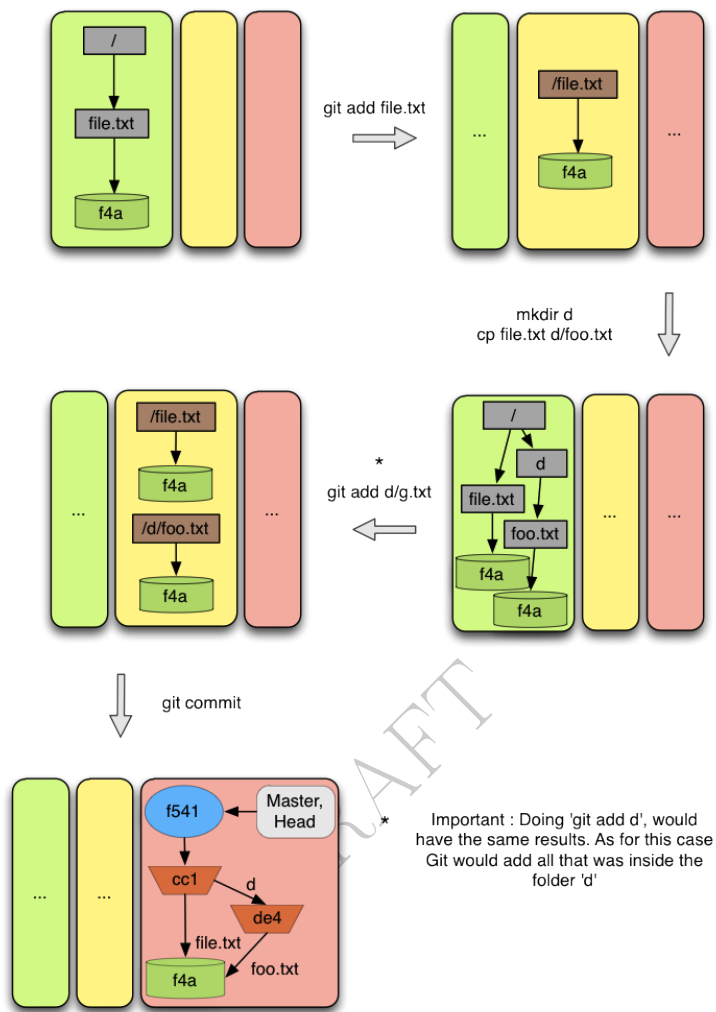 /
file.txt
f4a
git add file.txt
...
/file.txt
f4a
...
mkdir d
cp file.txt d/foo.txt
/
d
file.txt
foo.txt
f4a
f4a
...
...
*
git add d/g.txt
...
/file.txt
f4a
/d/foo.txt
f4a
...
git commit
...
...
f541
Master,
Head
cc1
d
de4
file.txt
foo.txt
f4a
*
Important : Doing 'git add d', would
have the same results. As for this case
Git would add all that was inside the
folder 'd'